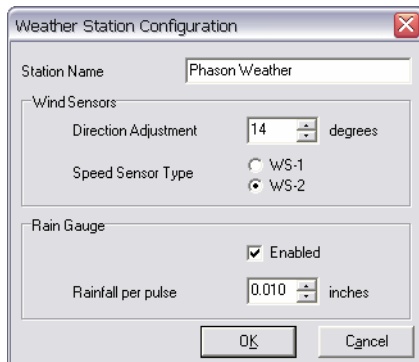 Weather Station Configuration
Station Name Phason Weather
Wind Sensors
Direction Adjustment 14 degrees
Speed Sensor Type WS-1
WS-2
Rain Gauge
Enabled
Rainfall per pulse 0.010 inches
OK Cancel